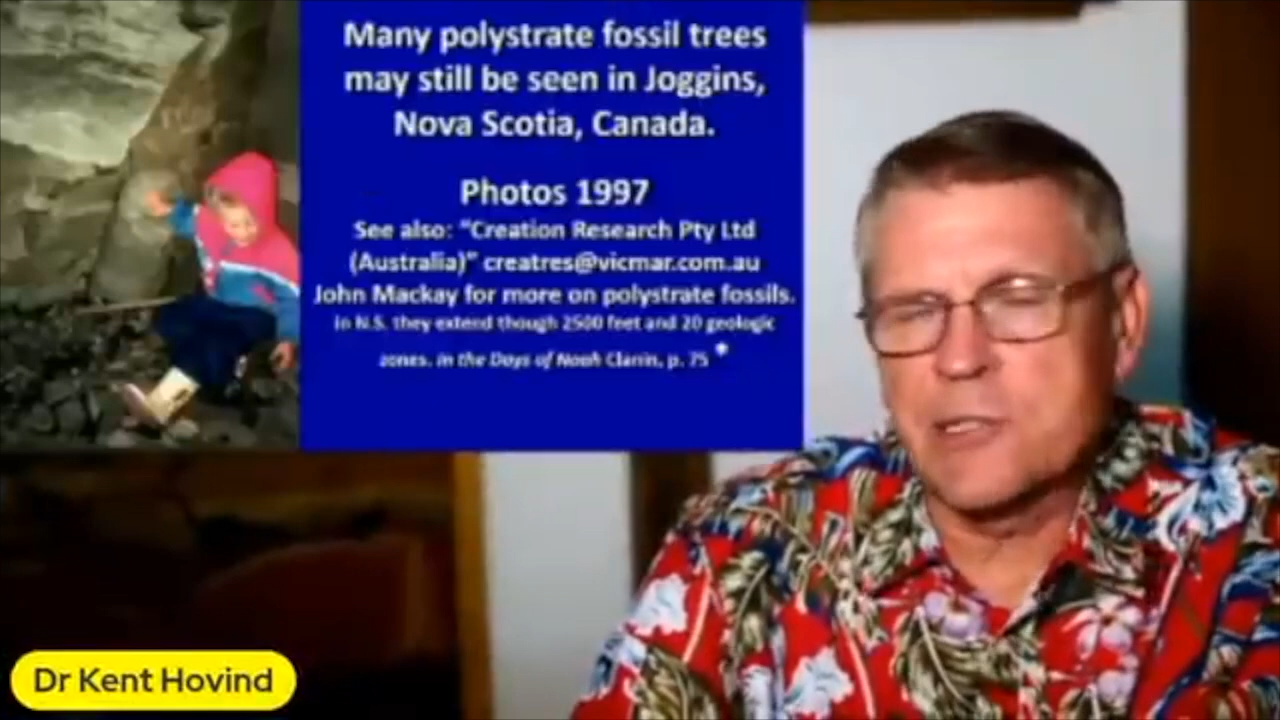 Many polystrate fossil trees
may still be seen in Joggins,
Nova Scotia, Canada.
Photos 1997
See also: "Creation Research Pty Ltd
(Australia)" creatres@vicmar.com.au
John Mackay for more on polystrate fossils.
In N.S. they extend though 2500 feet and 20 geologic
zones. In the Days of Noah p. 75 *
Dr Kent Hovind